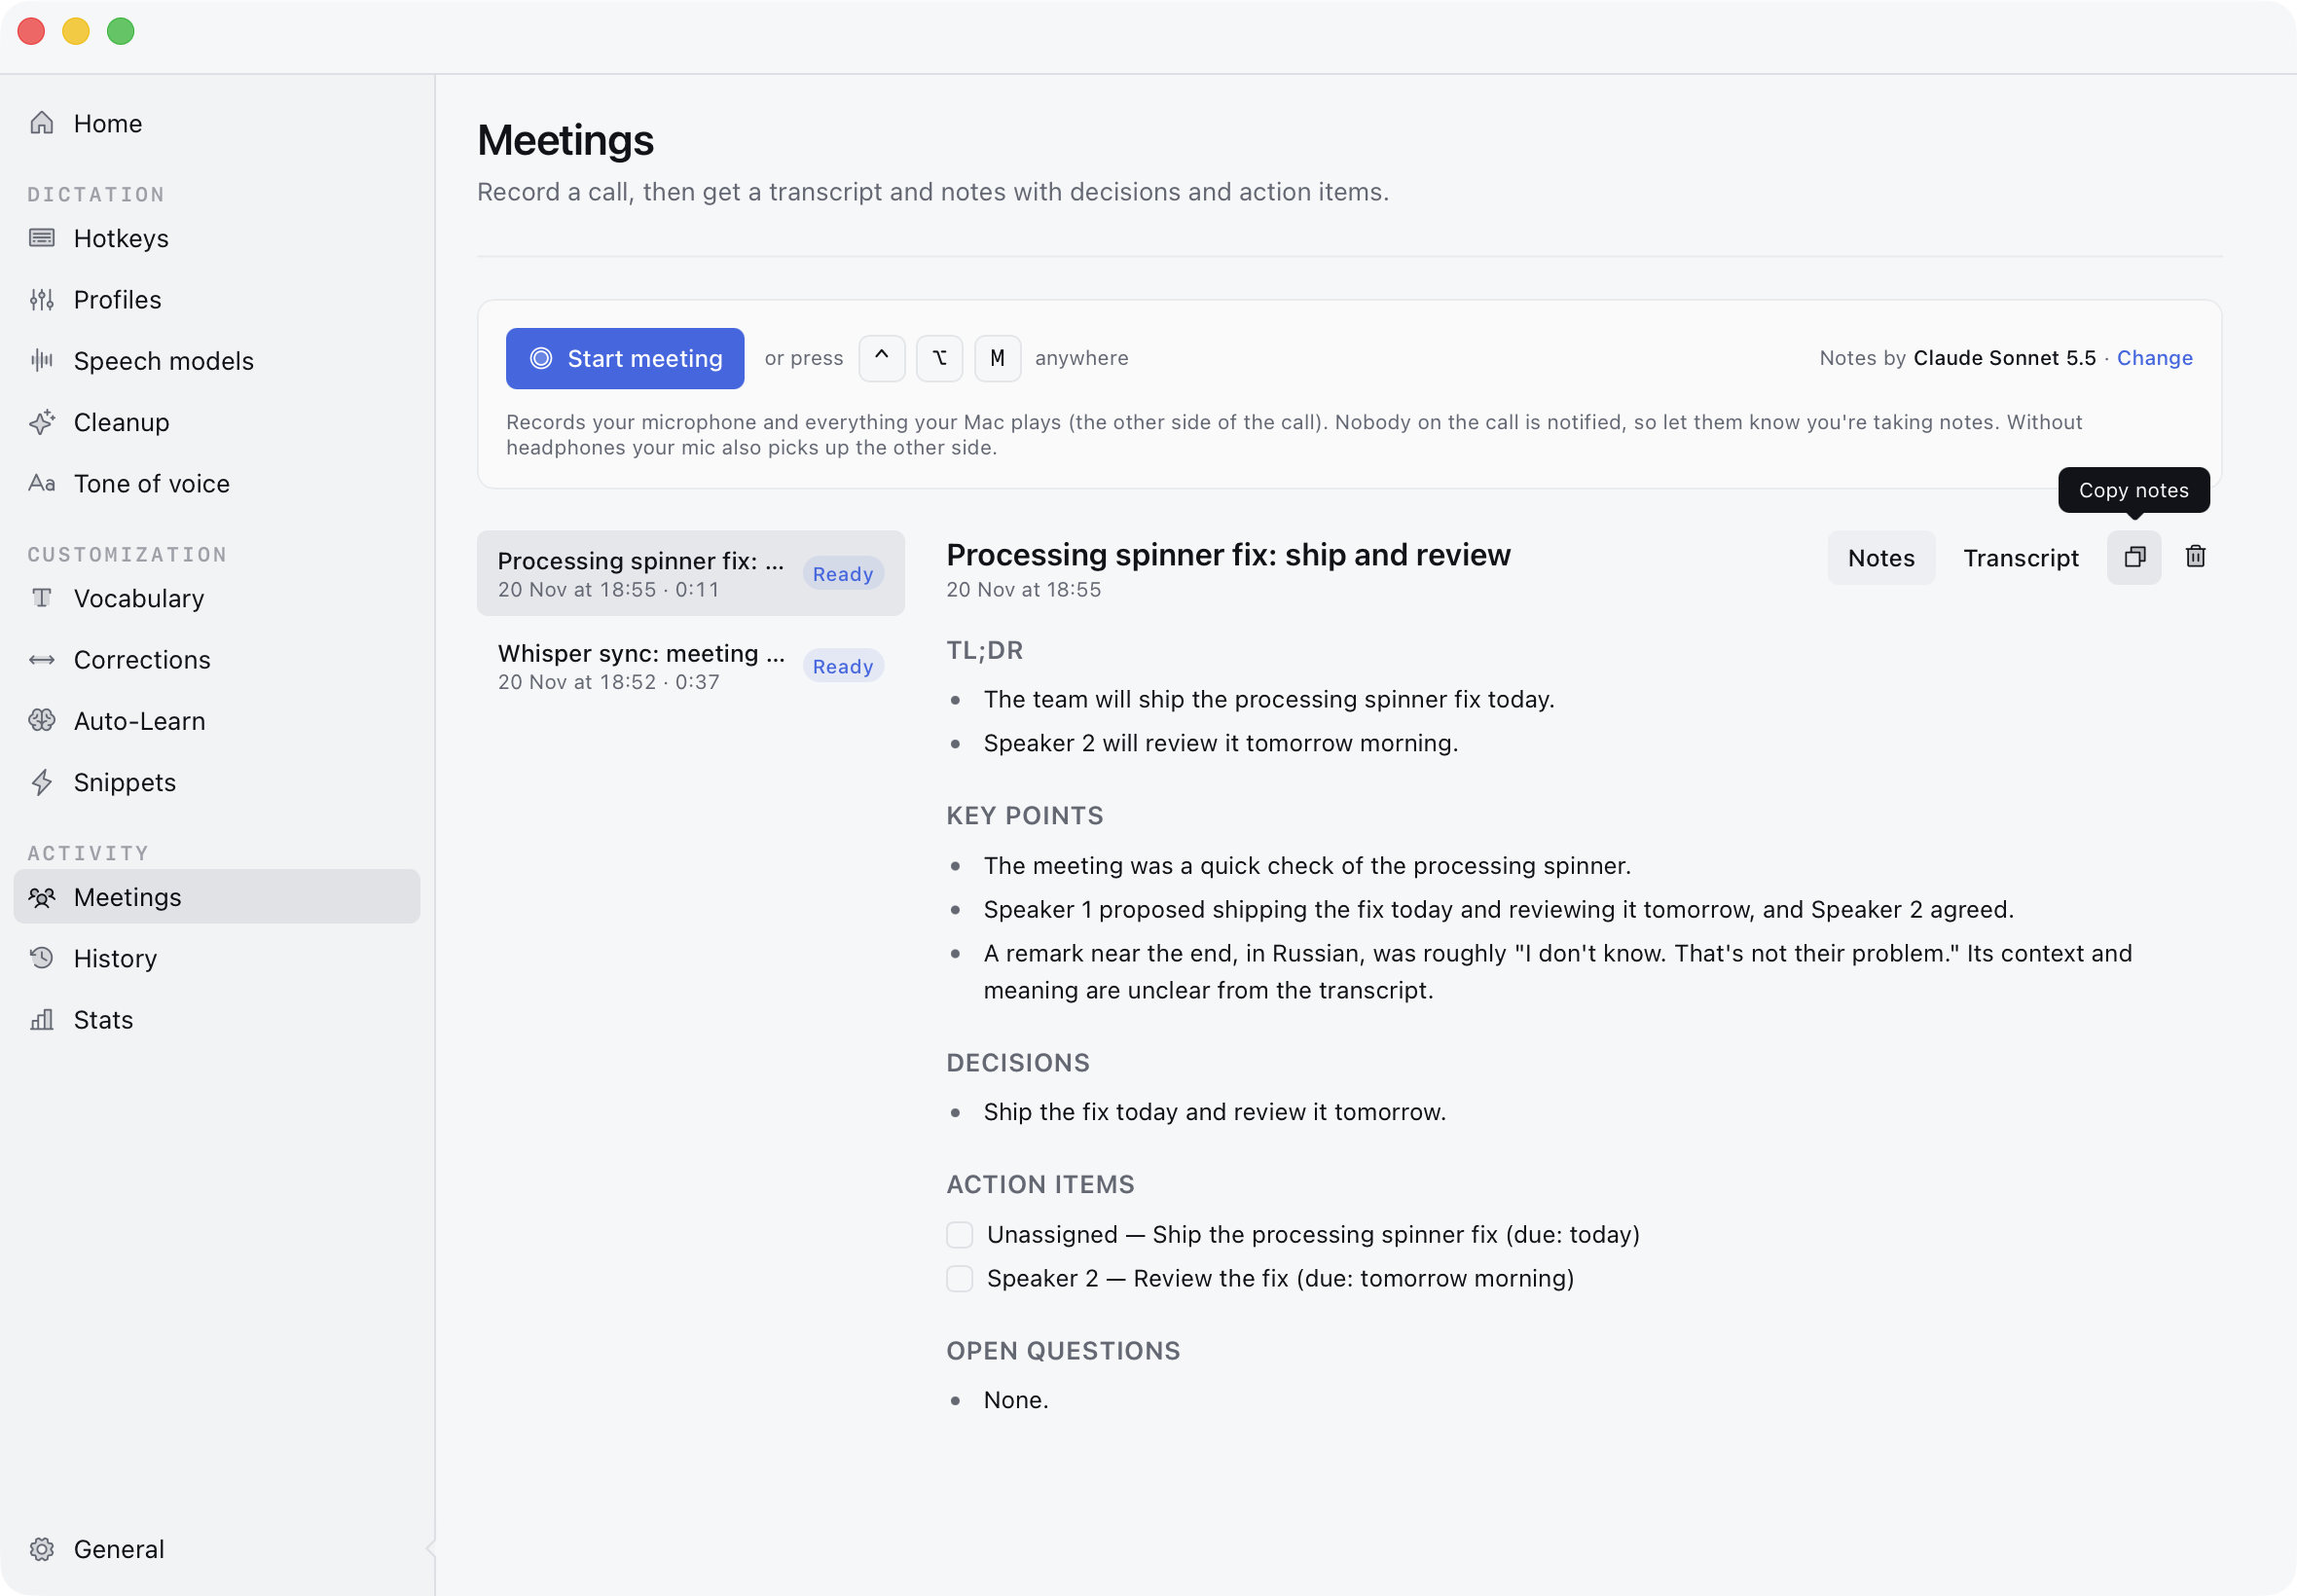 Home
DICTATION
Hotkeys
Profiles
Speech models
Cleanup
Tone of voice
CUSTOMIZATION
Vocabulary
Corrections
Auto-Learn
Snippets
ACTIVITY
Meetings
History
Stats
General
Meetings
Record a call, then get a transcript and notes with decisions and action items.
Start meeting or press ^ ⌥ M anywhere
Notes by Claude Sonnet 5.5 · Change
Records your microphone and everything your Mac plays (the other side of the call). Nobody on the call is notified, so let them know you're taking notes. Without
headphones your mic also picks up the other side.
Copy notes
Processing spinner fix: ...
20 Nov at 18:55 · 0:11
Ready
Whisper sync: meeting ...
20 Nov at 18:52 · 0:37
Ready
Processing spinner fix: ship and review
20 Nov at 18:55
Notes
Transcript
TL;DR
• The team will ship the processing spinner fix today.
• Speaker 2 will review it tomorrow morning.
KEY POINTS
• The meeting was a quick check of the processing spinner.
• Speaker 1 proposed shipping the fix today and reviewing it tomorrow, and Speaker 2 agreed.
• A remark near the end, in Russian, was roughly "I don't know. That's not their problem." Its context and
meaning are unclear from the transcript.
DECISIONS
• Ship the fix today and review it tomorrow.
ACTION ITEMS
Unassigned — Ship the processing spinner fix (due: today)
Speaker 2 — Review the fix (due: tomorrow morning)
OPEN QUESTIONS
• None.